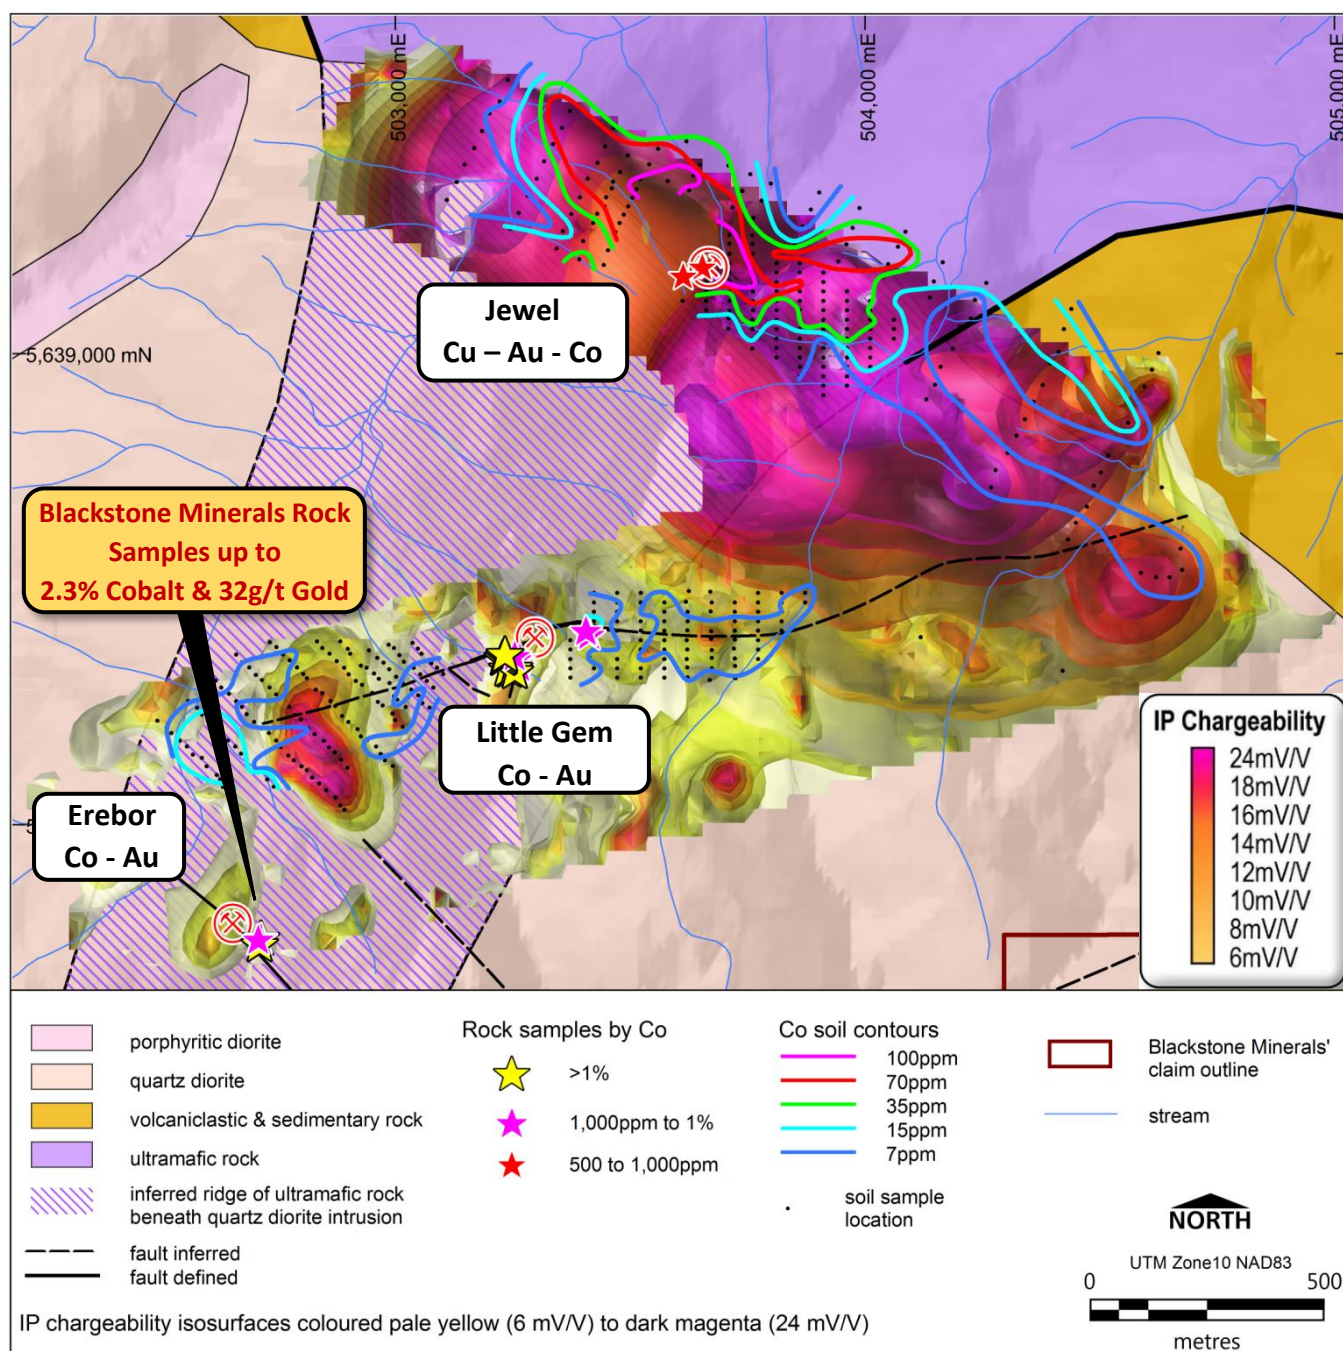 503,000 mE
504,000 mE
505,000 mE
Jewel
Cu – Au - Co
5,639,000 mN
Blackstone Minerals Rock
Samples up to
2.3% Cobalt & 32g/t Gold
Little Gem
Co - Au
Erebor
Co - Au
IP Chargeability
24mV/V
18mV/V
16mV/V
14mV/V
12mV/V
10mV/V
8mV/V
6mV/V
porphyritic diorite
quartz diorite
volcaniclastic & sedimentary rock
ultramafic rock
inferred ridge of ultramafic rock
beneath quartz diorite intrusion
fault inferred
fault defined
Rock samples by Co
>1%
1,000ppm to 1%
500 to 1,000ppm
Co soil contours
100ppm
70ppm
35ppm
15ppm
7ppm
soil sample
location
Blackstone Minerals'
claim outline
stream
NORTH
UTM Zone10 NAD83
0 500
metres
IP chargeability isosurfaces coloured pale yellow (6 mV/V) to dark magenta (24 mV/V)